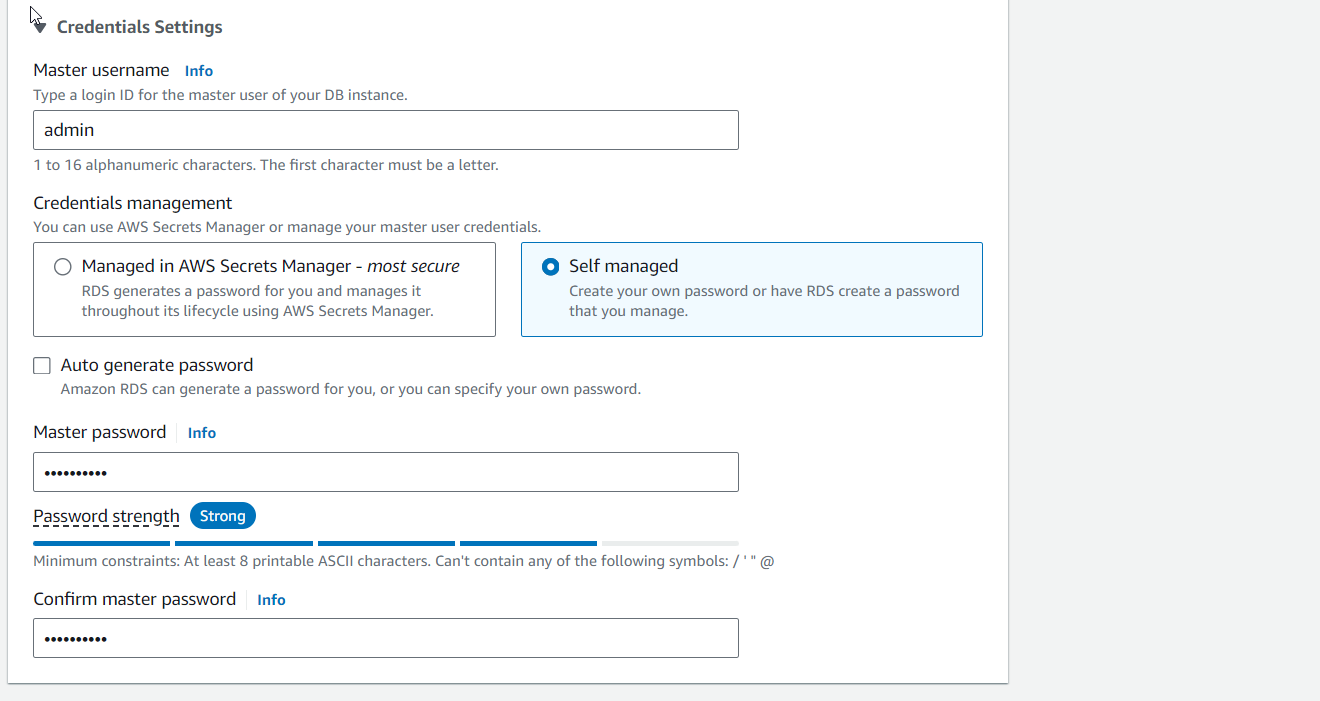 Credentials Settings
Master username Info
Type a login ID for the master user of your DB instance.
admin
1 to 16 alphanumeric characters. The first character must be a letter.
Credentials management
You can use AWS Secrets Manager or manage your master user credentials.
Managed in AWS Secrets Manager - most secure
RDS generates a password for you and manages it
throughout its lifecycle using AWS Secrets Manager.
Self managed
Create your own password or have RDS create a password
that you manage.
Auto generate password
Amazon RDS can generate a password for you, or you can specify your own password.
Master password Info
••••••••••
Password strength Strong
Minimum constraints: At least 8 printable ASCII characters. Can't contain any of the following symbols: / ' " @
Confirm master password Info
••••••••••